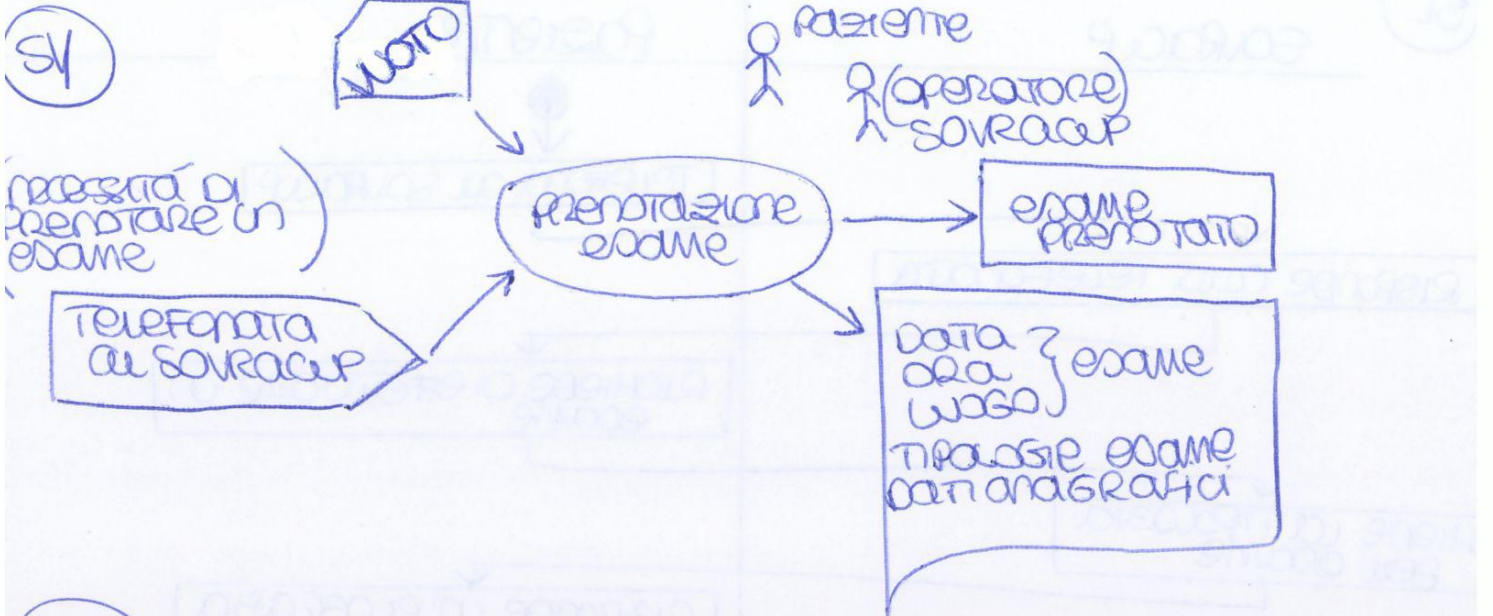 SV
VUOTO
PAZIENTE
(OPERATORE)
SOVRACUP
(necessità di
prenotare un
esame)
PRENOTAZIONE
esame
esame
PRENOTATO
TELEFONATA
al SOVRACUP
DATA
ORA
LUOGO
} esame
TIPOLOGIE esame
DATI ANAGRAFICI